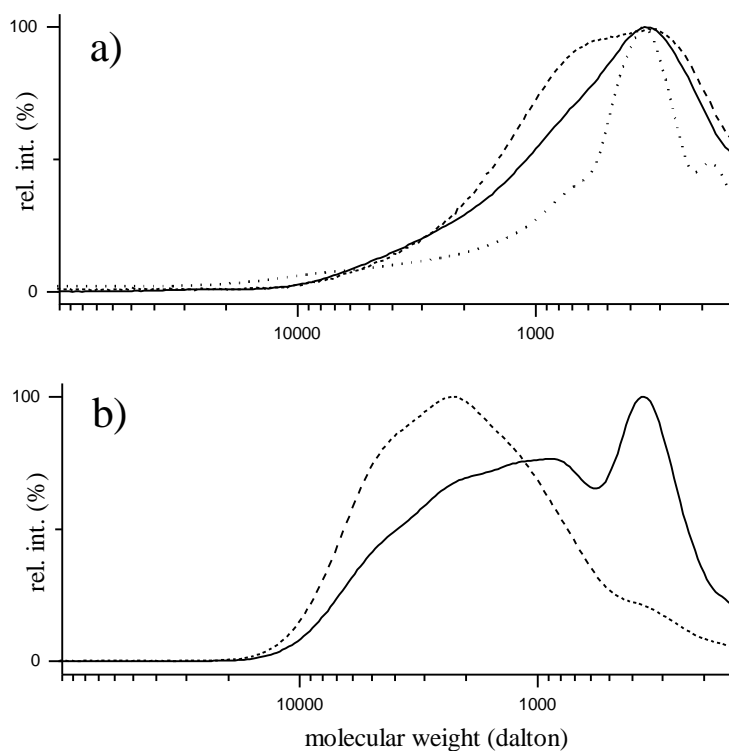 100
a)
rel. int. (%)
0
10000 1000
100
b)
rel. int. (%)
0
10000 1000
molecular weight (dalton)